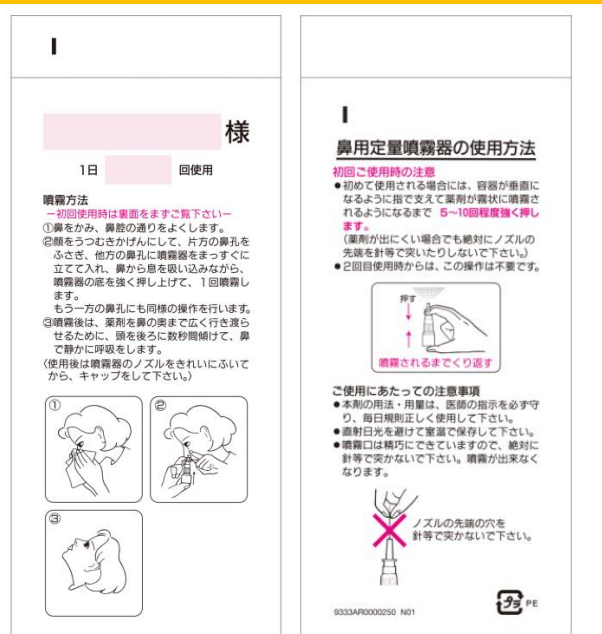 I
様
1日 回使用
噴霧方法
ー初回使用時は裏面をまずご覧下さいー
①鼻をかみ、鼻腔の通りをよくします。
②顔をうつむきかげんにして、片方の鼻孔を
ふさぎ、他方の鼻孔に噴霧器をまっすぐに
立てて入れ、鼻から息を吸い込みながら、
噴霧器の底を強く押し上げて、1回噴霧し
ます。
もう一方の鼻孔にも同様の操作を行います。
③噴霧後は、薬剤を鼻の奥まで広く行き渡ら
せるために、頭を後ろに数秒間傾けて、鼻
で静かに呼吸をします。
〈使用後は噴霧器のノズルをきれいにふいて
から、キャップをして下さい。〉
①
②
③
I
鼻用定量噴霧器の使用方法
初回ご使用時の注意
●初めて使用される場合には、容器が垂直に
なるように指で支えて薬剤が霧状に噴霧さ
れるようになるまで 5〜10回程度強く押し
ます。
(薬剤が出にくい場合でも絶対にノズルの
先端を針等で突いたりしないで下さい。)
●2回目使用時からは、この操作は不要です。
押す
噴霧されるまでくり返す
ご使用にあたっての注意事項
●本剤の用法・用量は、医師の指示を必ず守
り、毎日規則正しく使用して下さい。
●直射日光を避けて室温で保存して下さい。
●噴霧口は精巧にできていますので、絶対に
針等で突かないで下さい。噴霧が出来なく
なります。
ノズルの先端の穴を
針等で突かないで下さい。
9333AR0000250 N01
プラ PE